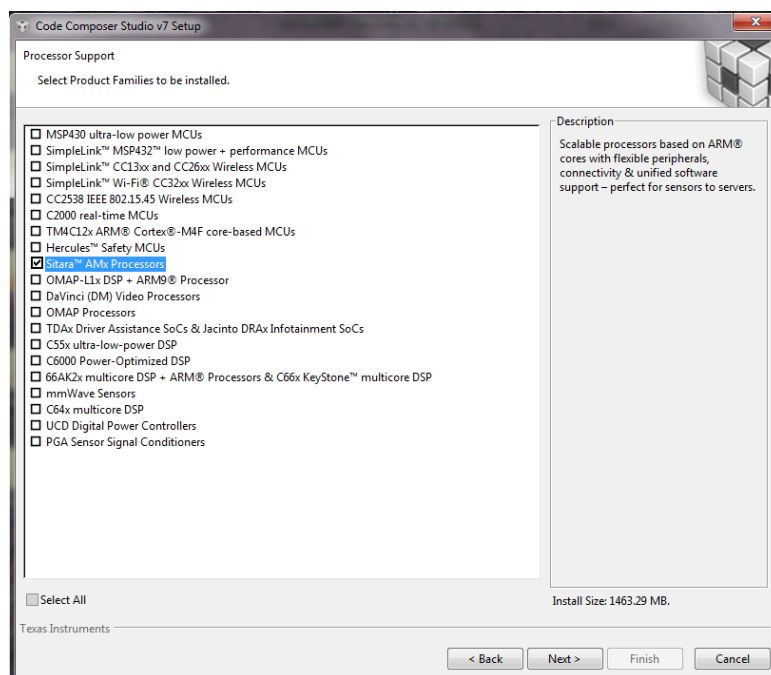 Code Composer Studio v7 Setup
Processor Support
Select Product Families to be installed.
MSP430 ultra-low power MCUs
SimpleLink™ MSP432™ low power + performance MCUs
SimpleLink™ CC13xx and CC26xx Wireless MCUs
SimpleLink™ Wi-Fi® CC32xx Wireless MCUs
CC2538 IEEE 802.15.45 Wireless MCUs
C2000 real-time MCUs
TM4C12x ARM® Cortex®-M4F core-based MCUs
Hercules™ Safety MCUs
Sitara™ AMx Processors
OMAP-L1x DSP + ARM9® Processor
DaVinci (DM) Video Processors
OMAP Processors
TDAx Driver Assistance SoCs & Jacinto DRAx Infotainment SoCs
C55x ultra-low-power DSP
C6000 Power-Optimized DSP
66AK2x multicore DSP + ARM® Processors & C66x KeyStone™ multicore DSP
mmWave Sensors
C64x multicore DSP
UCD Digital Power Controllers
PGA Sensor Signal Conditioners
Description
Scalable processors based on ARM®
cores with flexible peripherals,
connectivity & unified software
support – perfect for sensors to servers.
Select All
Install Size: 1463.29 MB.
Texas Instruments
< Back
Next >
Finish
Cancel